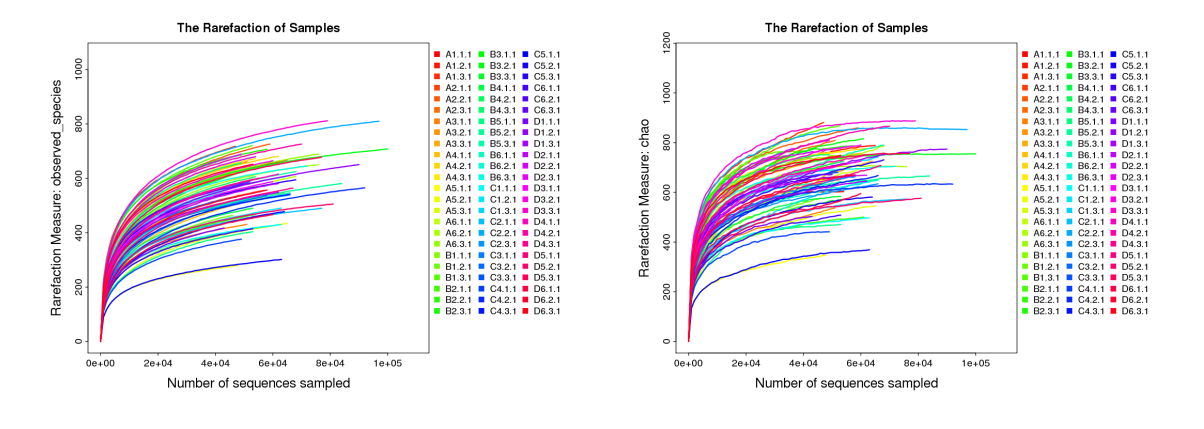 The Rarefaction of Samples
Rarefaction Measure: observed_species
1000
800
600
400
200
0
0e+00 2e+04 4e+04 6e+04 8e+04 1e+05
Number of sequences sampled
A1.1.1 B3.1.1 C5.1.1
A1.2.1 B3.2.1 C5.2.1
A1.3.1 B3.3.1 C5.3.1
A2.1.1 B4.1.1 C6.1.1
A2.2.1 B4.2.1 C6.2.1
A2.3.1 B4.3.1 C6.3.1
A3.1.1 B5.1.1 D1.1.1
A3.2.1 B5.2.1 D1.2.1
A3.3.1 B5.3.1 D1.3.1
A4.1.1 B6.1.1 D2.1.1
A4.2.1 B6.2.1 D2.2.1
A4.3.1 B6.3.1 D2.3.1
A5.1.1 C1.1.1 D3.1.1
A5.2.1 C1.2.1 D3.2.1
A5.3.1 C1.3.1 D3.3.1
A6.1.1 C2.1.1 D4.1.1
A6.2.1 C2.2.1 D4.2.1
A6.3.1 C2.3.1 D4.3.1
B1.1.1 C3.1.1 D5.1.1
B1.2.1 C3.2.1 D5.2.1
B1.3.1 C3.3.1 D5.3.1
B2.1.1 C4.1.1 D6.1.1
B2.2.1 C4.2.1 D6.2.1
B2.3.1 C4.3.1 D6.3.1
The Rarefaction of Samples
Rarefaction Measure: chao
1200
1000
800
600
400
200
0
0e+00 2e+04 4e+04 6e+04 8e+04 1e+05
Number of sequences sampled
A1.1.1 B3.1.1 C5.1.1
A1.2.1 B3.2.1 C5.2.1
A1.3.1 B3.3.1 C5.3.1
A2.1.1 B4.1.1 C6.1.1
A2.2.1 B4.2.1 C6.2.1
A2.3.1 B4.3.1 C6.3.1
A3.1.1 B5.1.1 D1.1.1
A3.2.1 B5.2.1 D1.2.1
A3.3.1 B5.3.1 D1.3.1
A4.1.1 B6.1.1 D2.1.1
A4.2.1 B6.2.1 D2.2.1
A4.3.1 B6.3.1 D2.3.1
A5.1.1 C1.1.1 D3.1.1
A5.2.1 C1.2.1 D3.2.1
A5.3.1 C1.3.1 D3.3.1
A6.1.1 C2.1.1 D4.1.1
A6.2.1 C2.2.1 D4.2.1
A6.3.1 C2.3.1 D4.3.1
B1.1.1 C3.1.1 D5.1.1
B1.2.1 C3.2.1 D5.2.1
B1.3.1 C3.3.1 D5.3.1
B2.1.1 C4.1.1 D6.1.1
B2.2.1 C4.2.1 D6.2.1
B2.3.1 C4.3.1 D6.3.1